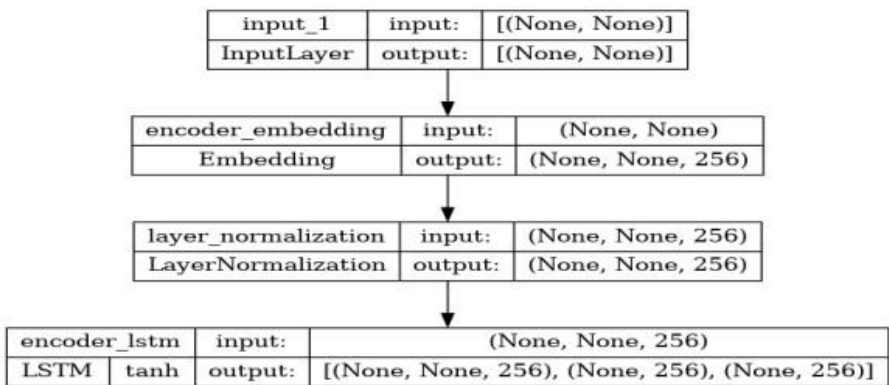 input_1 input: [(None, None)]
InputLayer output: [(None, None)]
encoder_embedding input: (None, None)
Embedding output: (None, None, 256)
layer_normalization input: (None, None, 256)
LayerNormalization output: (None, None, 256)
encoder_lstm input: (None, None, 256)
LSTM tanh output: [(None, None, 256), (None, 256), (None, 256)]